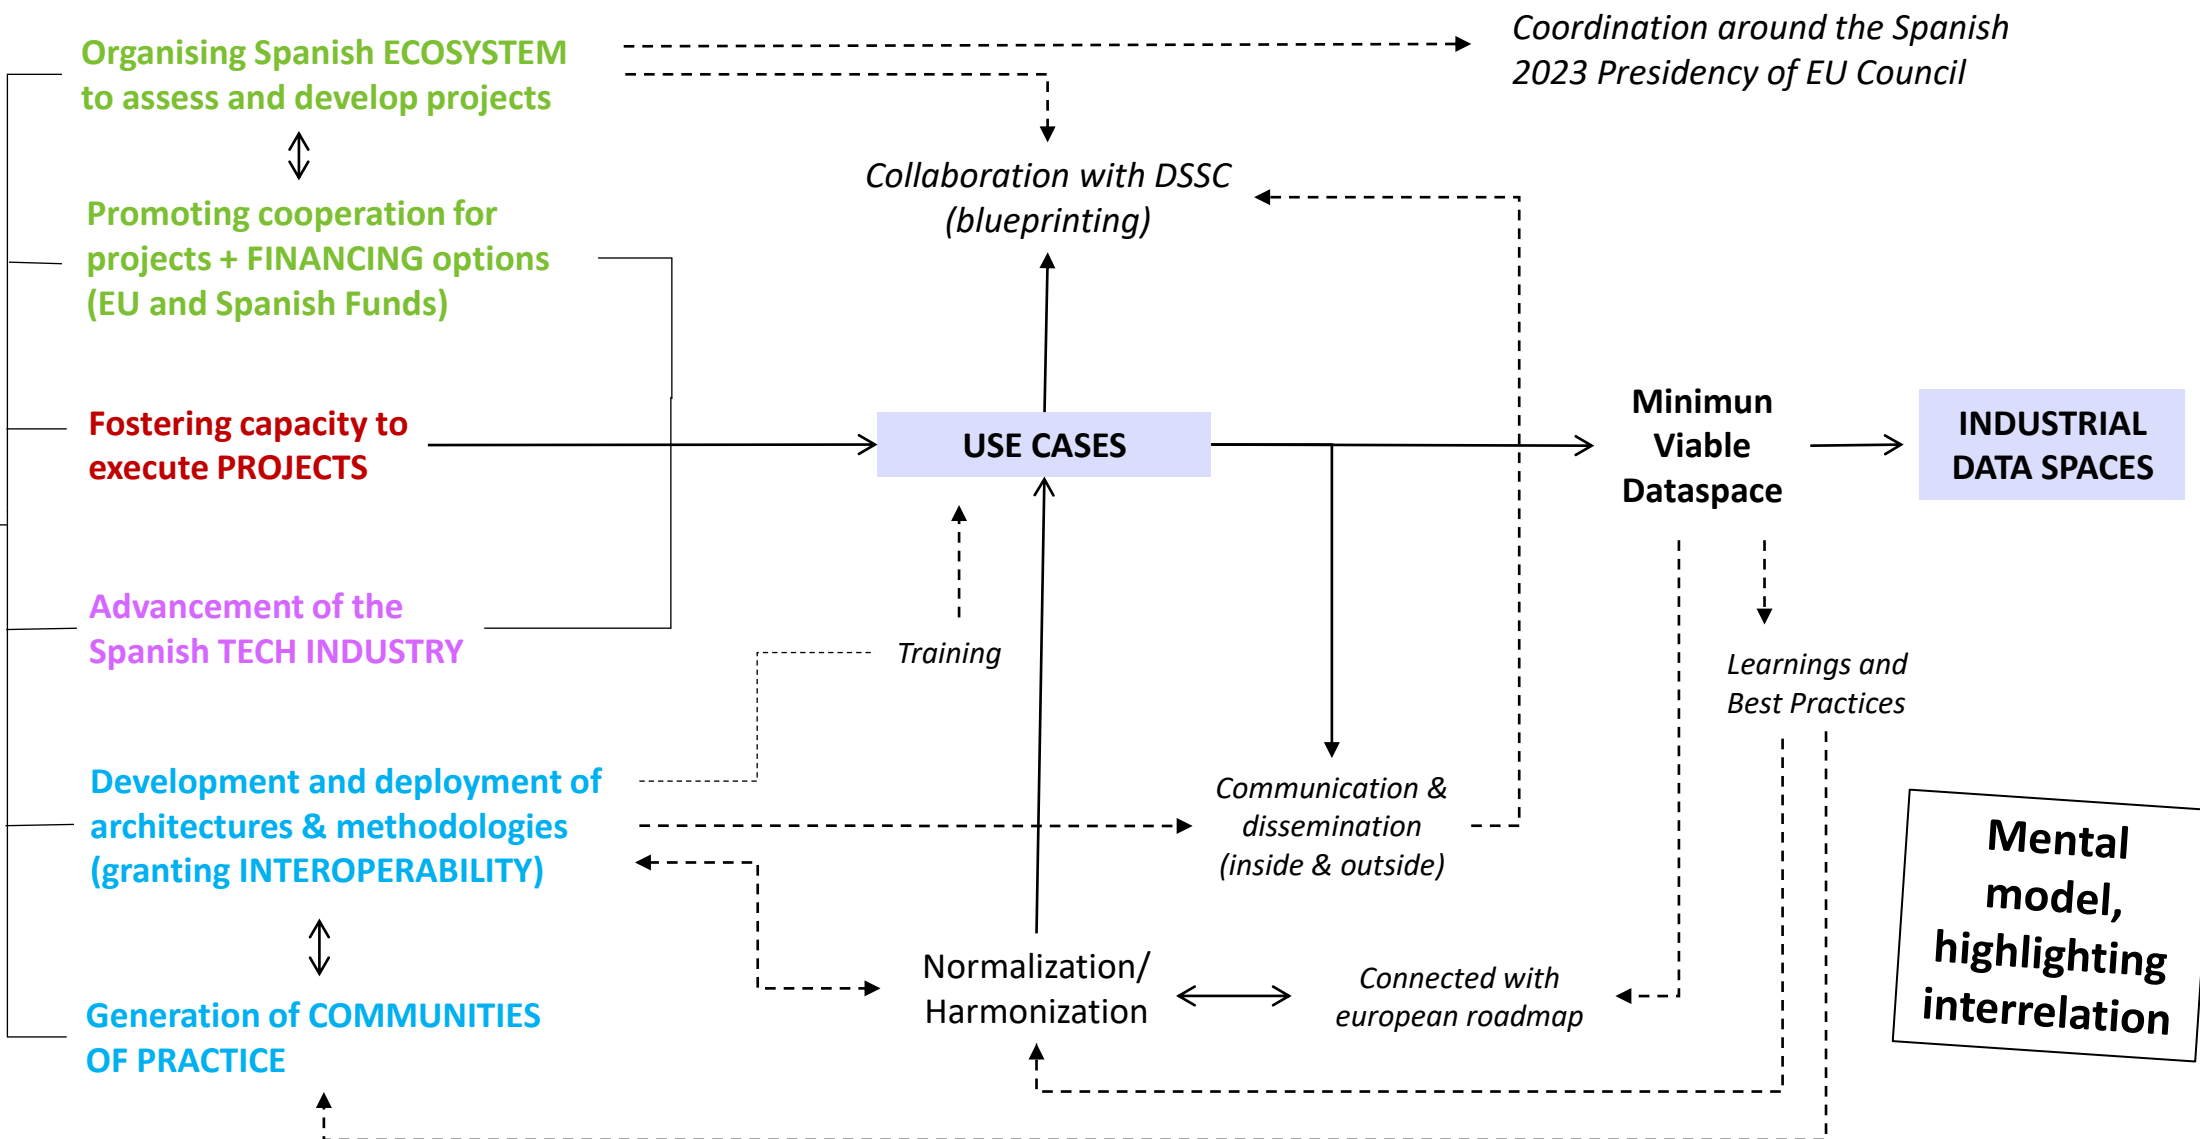 Organising Spanish ECOSYSTEM
to assess and develop projects
Coordination around the Spanish
2023 Presidency of EU Council
Collaboration with DSSC
(blueprinting)
Promoting cooperation for
projects + FINANCING options
(EU and Spanish Funds)
Fostering capacity to
execute PROJECTS
USE CASES
Minimun
Viable
Dataspace
INDUSTRIAL
DATA SPACES
Advancement of the
Spanish TECH INDUSTRY
Training
Learnings and
Best Practices
Development and deployment of
architectures & methodologies
(granting INTEROPERABILITY)
Communication &
dissemination
(inside & outside)
Mental
model,
highlighting
interrelation
Normalization/
Harmonization
Connected with
european roadmap
Generation of COMMUNITIES
OF PRACTICE